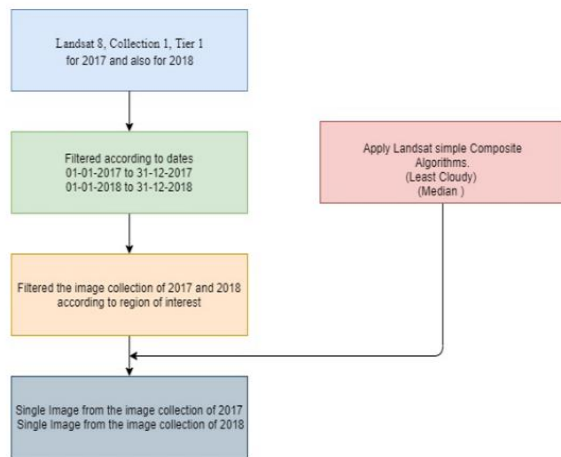 Landsat 8, Collection 1, Tier 1
for 2017 and also for 2018
Filtered according to dates
01-01-2017 to 31-12-2017
01-01-2018 to 31-12-2018
Apply Landsat simple Composite
Algorithms.
(Least Cloudy)
(Median )
Filtered the image collection of 2017 and 2018
according to region of interest
Single Image from the image collection of 2017
Single Image from the image collection of 2018